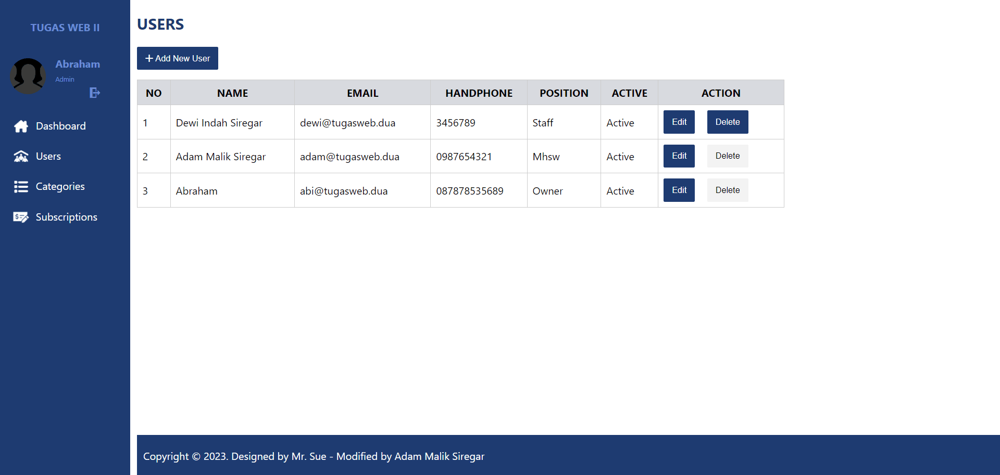 TUGAS WEB II
Abraham
Admin
Dashboard
Users
Categories
Subscriptions
USERS
Add New User
NO NAME EMAIL HANDPHONE POSITION ACTIVE ACTION
1 Dewi Indah Siregar dewi@tugasweb.dua 3456789 Staff Active Edit Delete
2 Adam Malik Siregar adam@tugasweb.dua 0987654321 Mhsw Active Edit Delete
3 Abraham abi@tugasweb.dua 087878535689 Owner Active Edit Delete
Copyright © 2023. Designed by Mr. Sue - Modified by Adam Malik Siregar